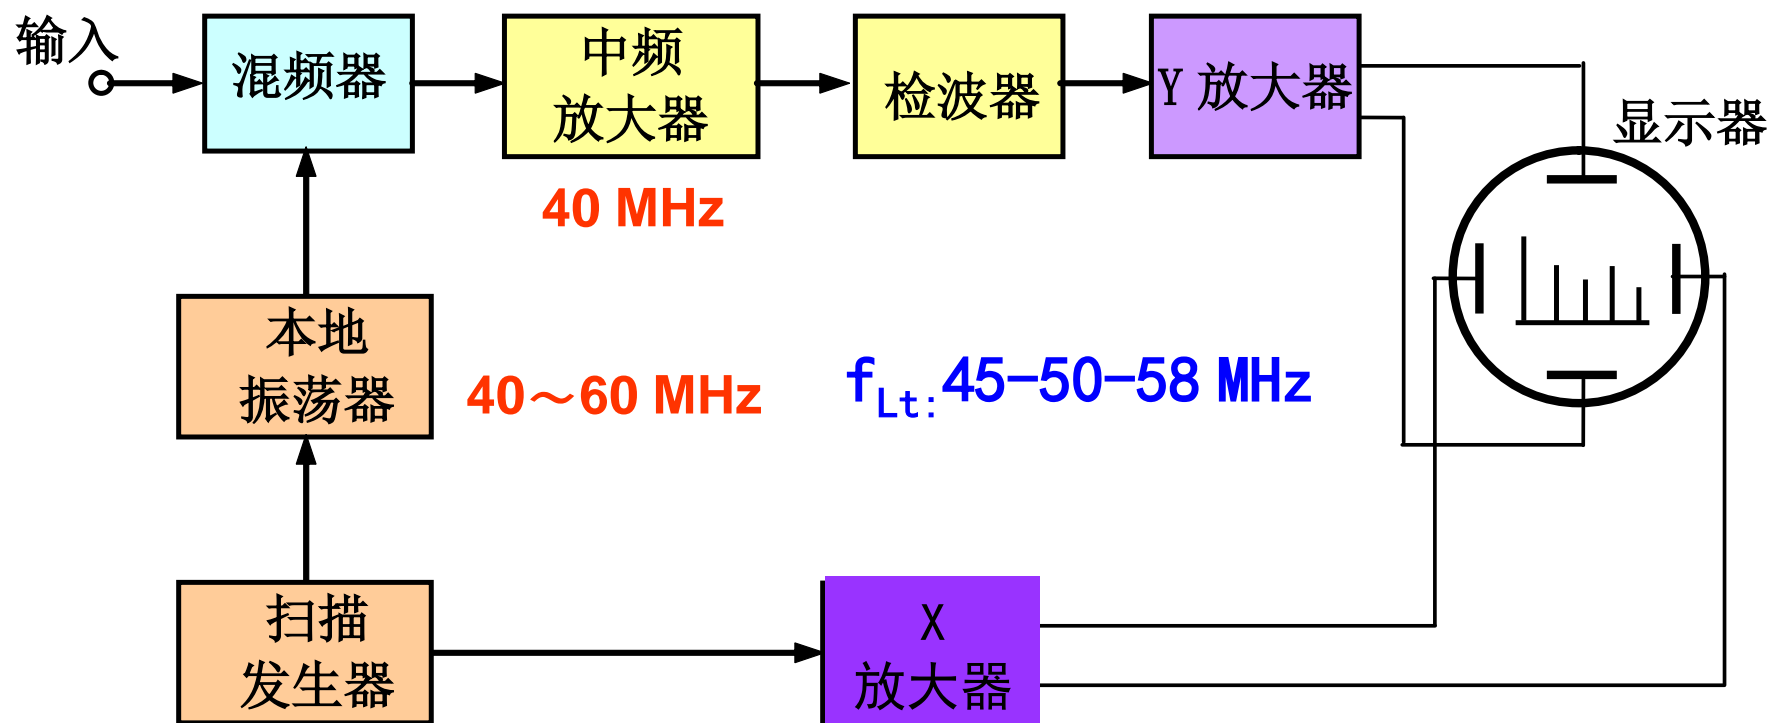 输入
混频器
中频
放大器
检波器
Y 放大器
显示器
40 MHz
本地
振荡器
40～60 MHz
fLt:45-50-58 MHz
扫描
发生器
X
放大器